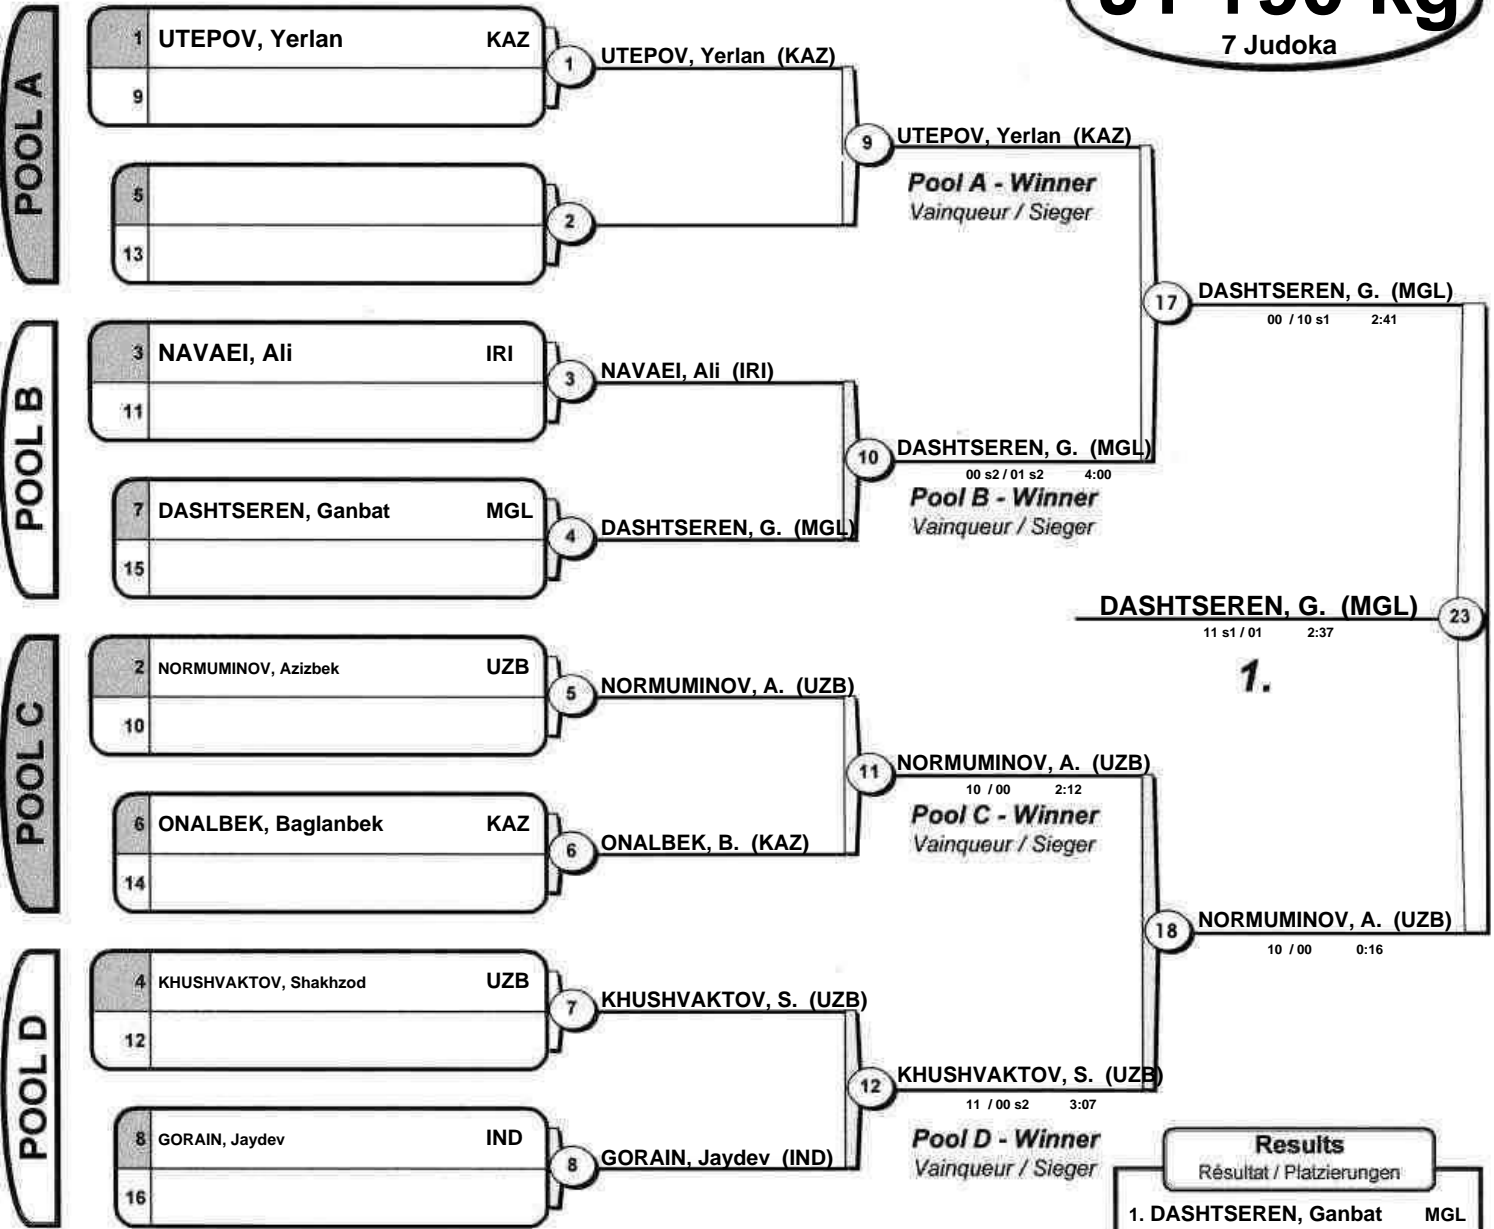 7 Judoka
POOL A
1 UTEPOV, Yerlan KAZ
9
5
13
1 UTEPOV, Yerlan (KAZ)
2
9 UTEPOV, Yerlan (KAZ)
Pool A - Winner
Vainqueur / Sieger
POOL B
3 NAVAEI, Ali IRI
11
7 DASHTSEREN, Ganbat MGL
15
3 NAVAEI, Ali (IRI)
4 DASHTSEREN, G. (MGL)
10 DASHTSEREN, G. (MGL)
00 s2 / 01 s2 4:00
Pool B - Winner
Vainqueur / Sieger
17 DASHTSEREN, G. (MGL)
00 / 10 s1 2:41
POOL C
2 NORMUMINOV, Azizbek UZB
10
6 ONALBEK, Baglanbek KAZ
14
5 NORMUMINOV, A. (UZB)
6 ONALBEK, B. (KAZ)
11 NORMUMINOV, A. (UZB)
10 / 00 2:12
Pool C - Winner
Vainqueur / Sieger
POOL D
4 KHUSHVAKTOV, Shakhzod UZB
12
8 GORAIN, Jaydev IND
16
7 KHUSHVAKTOV, S. (UZB)
8 GORAIN, Jaydev (IND)
12 KHUSHVAKTOV, S. (UZB)
11 / 00 s2 3:07
Pool D - Winner
Vainqueur / Sieger
18 NORMUMINOV, A. (UZB)
10 / 00 0:16
DASHTSEREN, G. (MGL) 23
11 s1 / 01 2:37
1.
Results
Résultat / Platzierungen
1. DASHTSEREN, Ganbat MGL